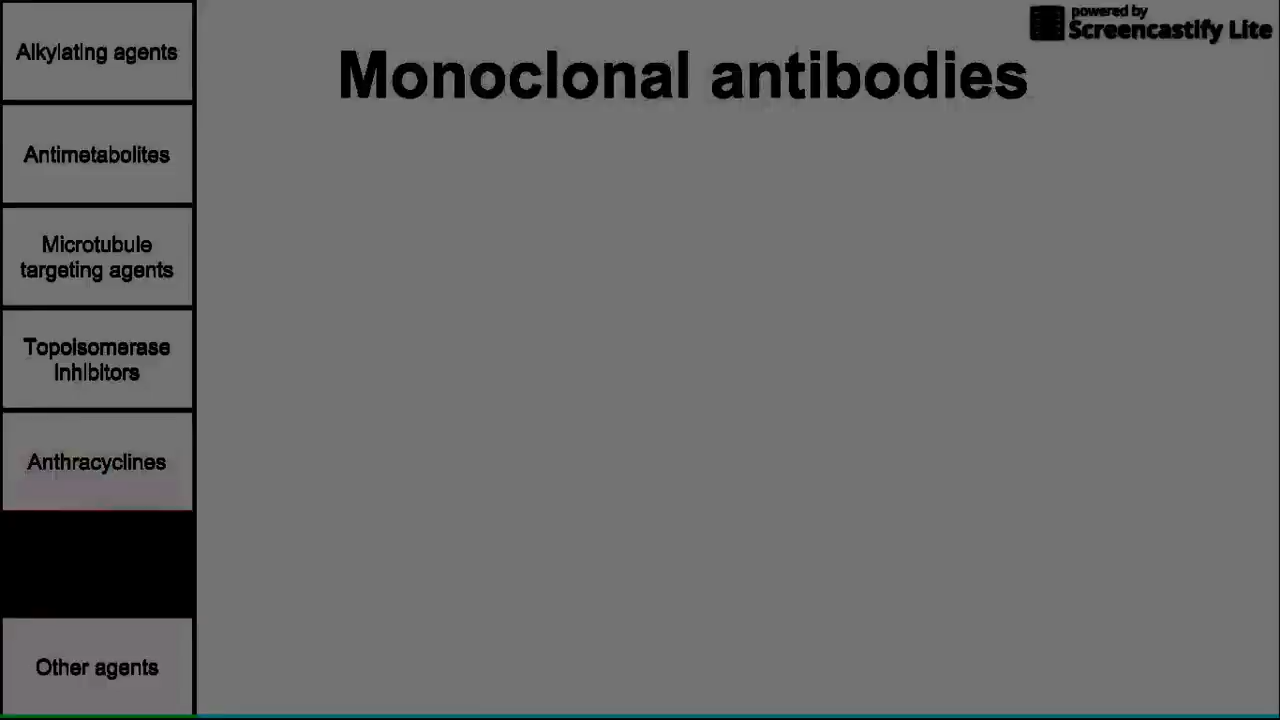 powered by
Screencastify Lite
Monoclonal antibodies
Alkylating agents
Antimetabolites
Microtubule
targeting agents
Topoisomerase
inhibitors
Anthracyclines
Other agents